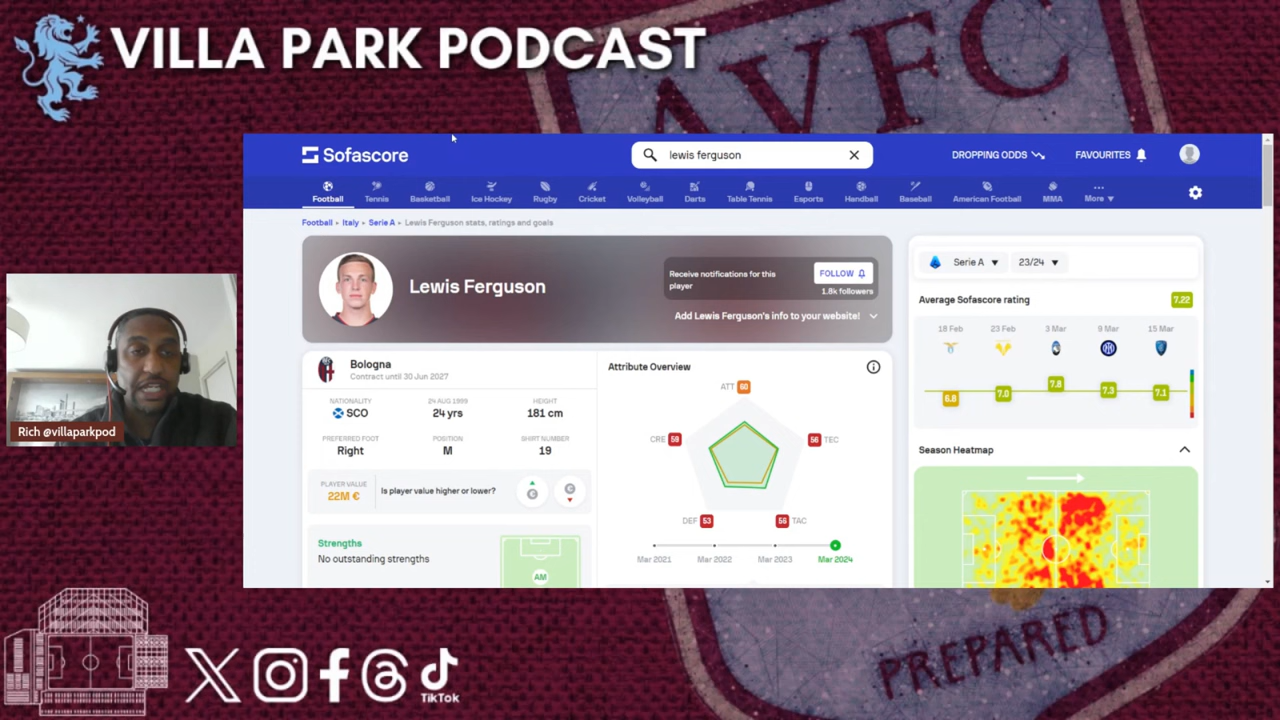 VILLA PARK PODCAST
AVFC
Sofascore
lewis ferguson
DROPPING ODDS
FAVOURITES
Football
Tennis
Basketball
Ice Hockey
Rugby
Cricket
Volleyball
Darts
Table Tennis
Esports
Handball
Baseball
American Football
MMA
More
Football
Italy
Serie A
Lewis Ferguson stats, ratings and goals
Lewis Ferguson
Receive notifications for this
player
FOLLOW
1.8k followers
Add Lewis Ferguson's info to your website!
Serie A
23/24
Average Sofascore rating
7.22
18 Feb
23 Feb
3 Mar
9 Mar
15 Mar
6.8
7.0
7.8
7.3
7.1
Season Heatmap
Bologna
Contract until 30 Jun 2027
NATIONALITY
SCO
24 AUG 1999
24 yrs
HEIGHT
181 cm
PREFERRED FOOT
Right
POSITION
M
SHIRT NUMBER
19
PLAYER VALUE
22M €
Is player value higher or lower?
Strengths
No outstanding strengths
AM
Attribute Overview
ATT 60
CRE 59
56 TEC
DEF 53
56 TAC
Mar 2021
Mar 2022
Mar 2023
Mar 2024
Rich @villaparkpod
PREPARED
TikTok